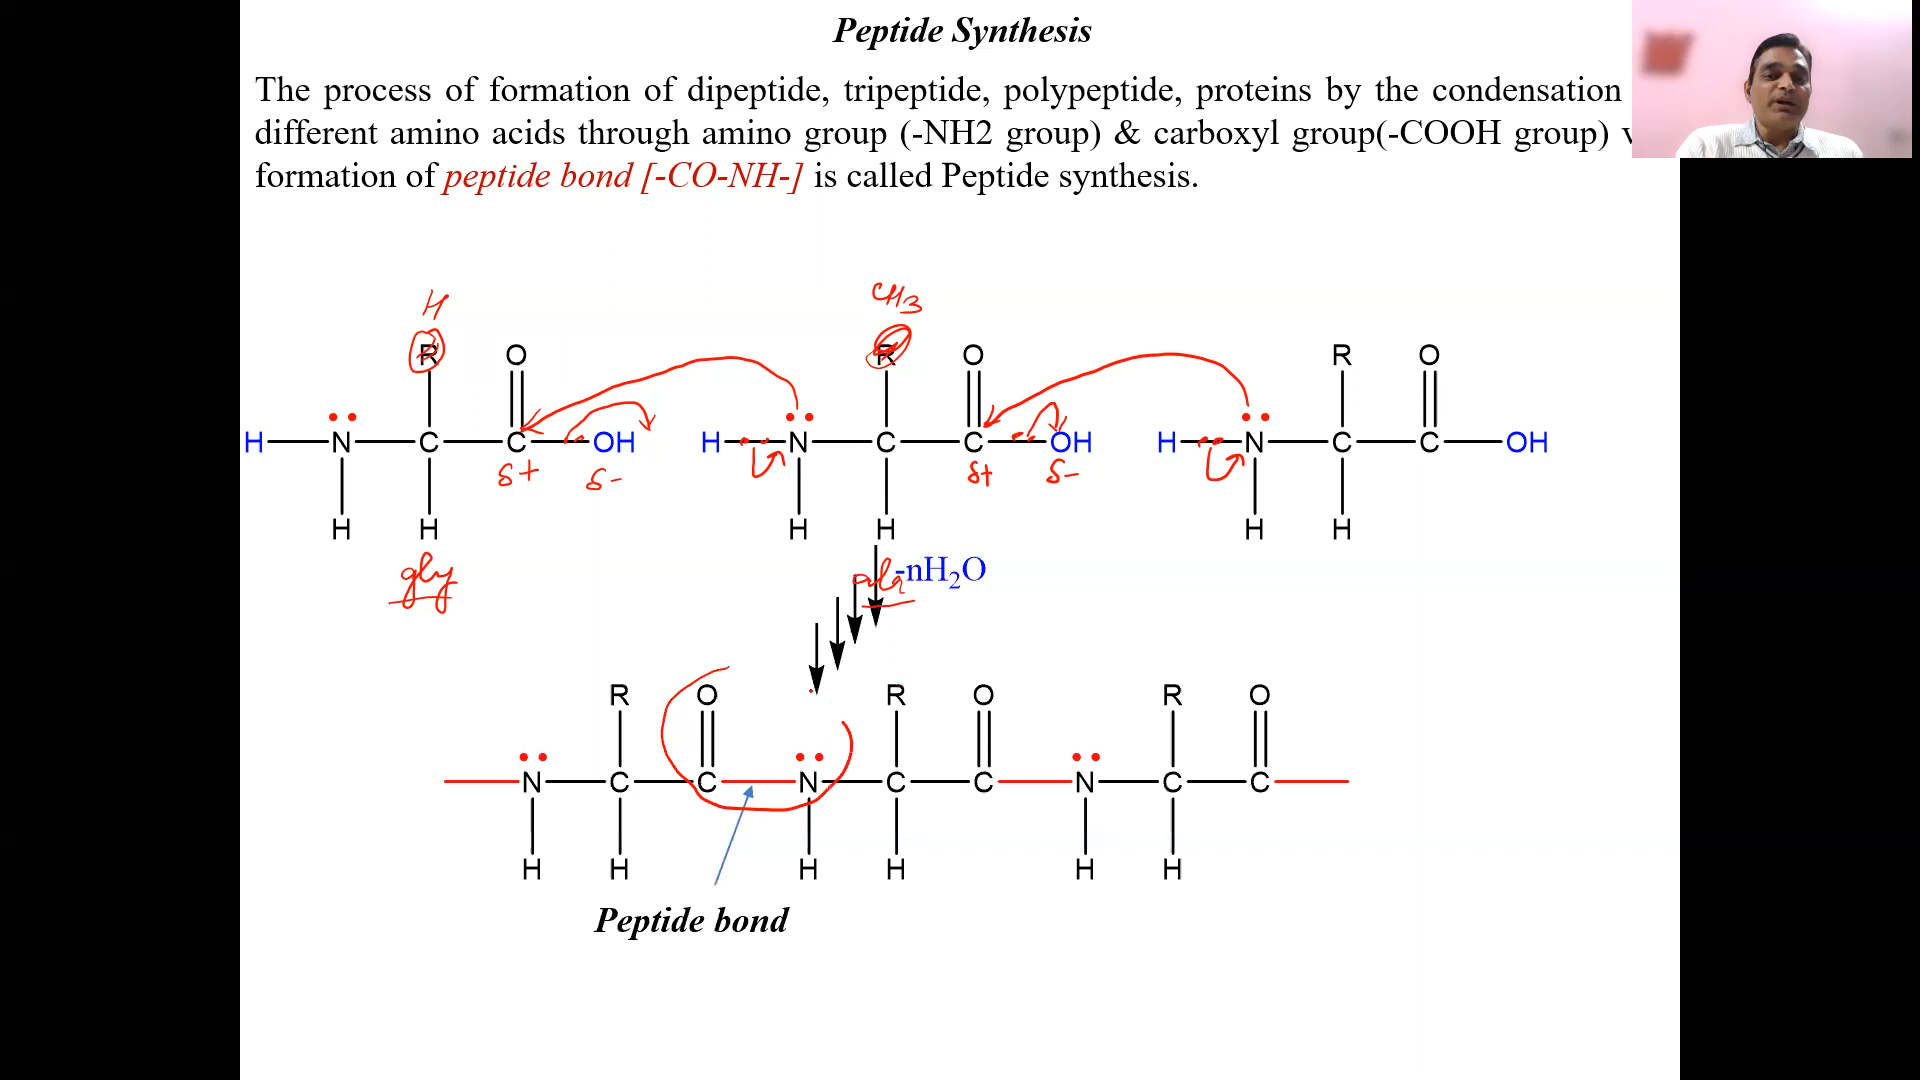 Peptide Synthesis
The process of formation of dipeptide, tripeptide, polypeptide, proteins by the condensation
different amino acids through amino group (-NH2 group) & carboxyl group(-COOH group)
formation of peptide bond [-CO-NH-] is called Peptide synthesis.
H CH3
R O R O R O
H N C C OH H N C C OH H N C C OH
δ+ δ- δ+ δ-
H H H H H H
gly ala -nH2O
R O R O R O
N C C N C C N C C
H H H H H H
Peptide bond